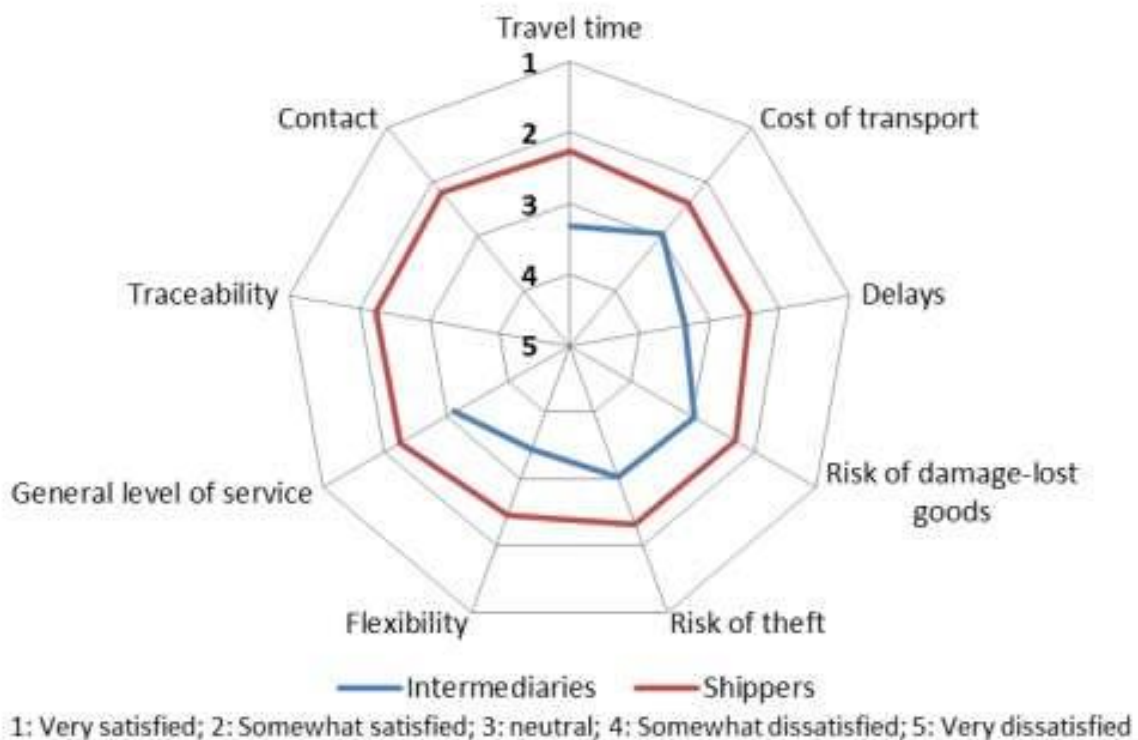 Travel time
1
Contact
Cost of transport
2
3
Traceability
Delays
4
5
General level of service
Risk of damage-lost
goods
Flexibility
Risk of theft
Intermediaries
Shippers
1: Very satisfied; 2: Somewhat satisfied; 3: neutral; 4: Somewhat dissatisfied; 5: Very dissatisfied